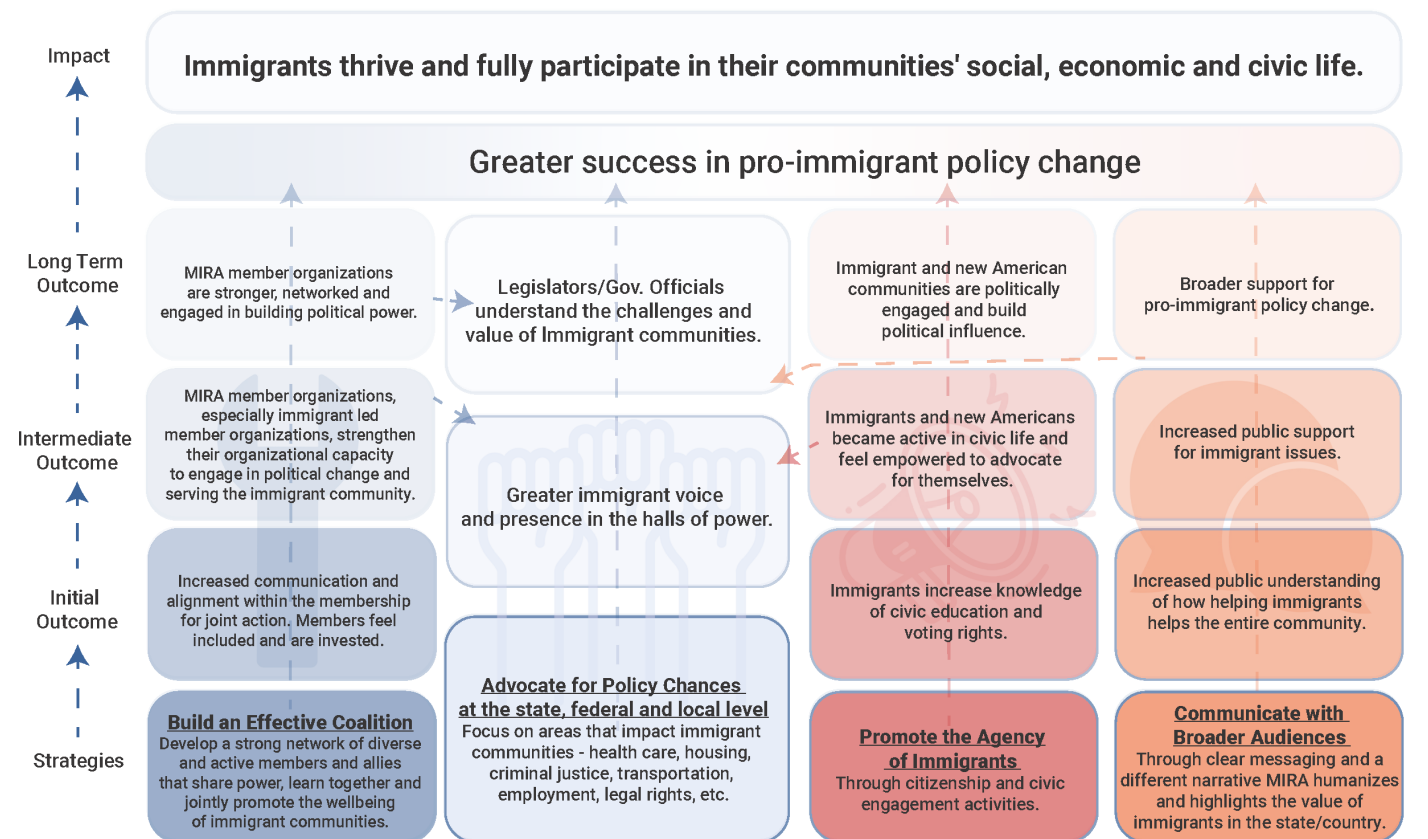 Impact
Immigrants thrive and fully participate in their communities' social, economic and civic life.
Greater success in pro-immigrant policy change
Long Term
Outcome
MIRA member organizations
are stronger, networked and
engaged in building political power.
Legislators/Gov. Officials
understand the challenges and
value of Immigrant communities.
Immigrant and new American
communities are politically
engaged and build
political influence.
Broader support for
pro-immigrant policy change.
Intermediate
Outcome
MIRA member organizations,
especially immigrant led
member organizations, strengthen
their organizational capacity
to engage in political change and
serving the immigrant community.
Greater immigrant voice
and presence in the halls of power.
Immigrants and new Americans
became active in civic life and
feel empowered to advocate
for themselves.
Increased public support
for immigrant issues.
Initial
Outcome
Increased communication and
alignment within the membership
for joint action. Members feel
included and are invested.
Immigrants increase knowledge
of civic education and
voting rights.
Increased public understanding
of how helping immigrants
helps the entire community.
Strategies
Build an Effective Coalition
Develop a strong network of diverse
and active members and allies
that share power, learn together and
jointly promote the wellbeing
of immigrant communities.
Advocate for Policy Chances
at the state, federal and local level
Focus on areas that impact immigrant
communities - health care, housing,
criminal justice, transportation,
employment, legal rights, etc.
Promote the Agency
of Immigrants
Through citizenship and civic
engagement activities.
Communicate with
Broader Audiences
Through clear messaging and a
different narrative MIRA humanizes
and highlights the value of
immigrants in the state/country.